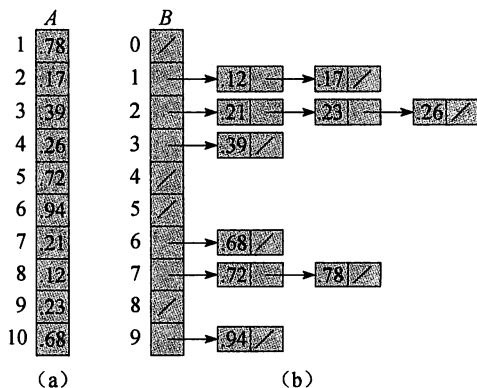 A B
1 .78 0 /
2 .17 1 .12 .17 /
3 .39 2 .21 .23 .26 /
4 .26 3 .39 /
5 .72 4 /
6 .94 5 /
7 .21 6 .68 /
8 .12 7 .72 .78 /
9 .23 8 /
10 .68 9 .94 /
(a) (b)